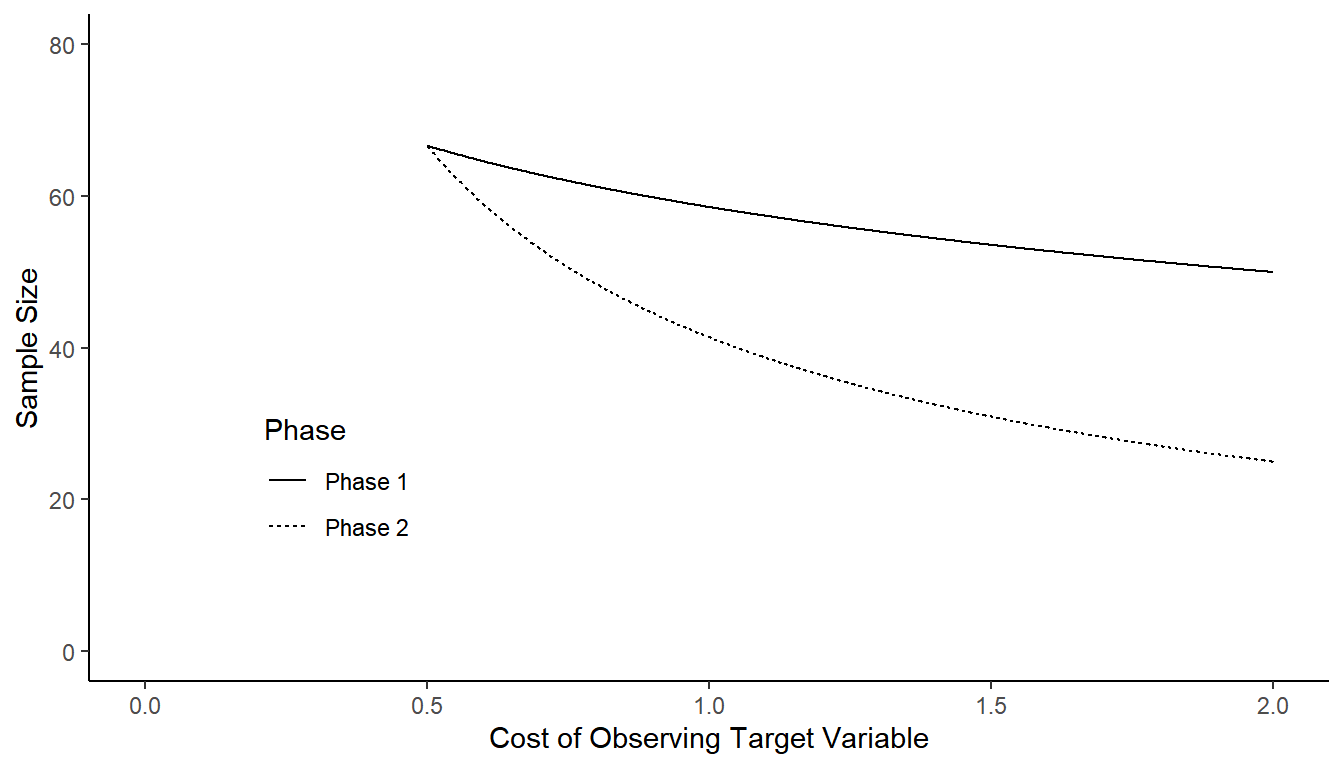 80
60
40
20
0
Sample Size
Phase
Phase 1
Phase 2
0.0 0.5 1.0 1.5 2.0
Cost of Observing Target Variable